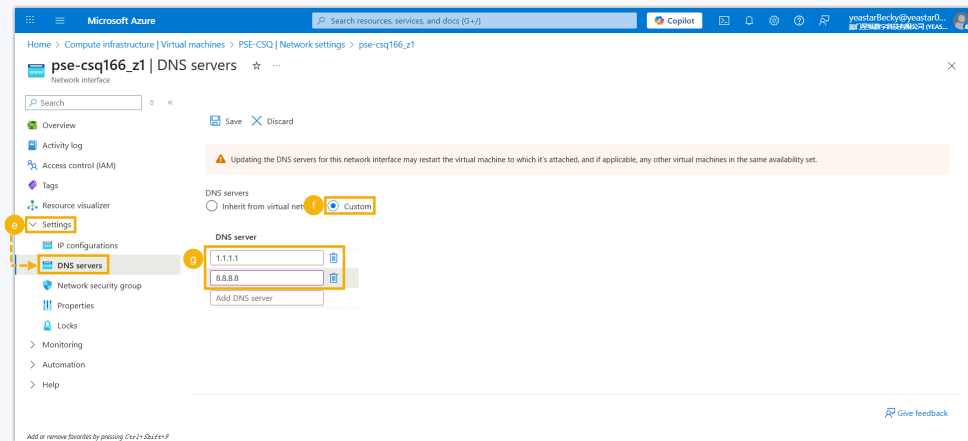 Microsoft Azure
Search resources, services, and docs (G+/)
Copilot
yeastarBecky@yeastar0...
Home > Compute infrastructure | Virtual machines > PSE-CSQ | Network settings > pse-csq166_z1
pse-csq166_z1 | DNS servers
Network interface
Search
Save
Discard
Overview
Activity log
Access control (IAM)
Tags
Resource visualizer
e
Settings
IP configurations
DNS servers
Network security group
Properties
Locks
Monitoring
Automation
Help
Updating the DNS servers for this network interface may restart the virtual machine to which it's attached, and if applicable, any other virtual machines in the same availability set.
DNS servers
Inherit from virtual net
f
Custom
DNS server
g
1.1.1.1
8.8.8.8
Add DNS server
Give feedback
Add or remove favorites by pressing Ctrl+Shift+F